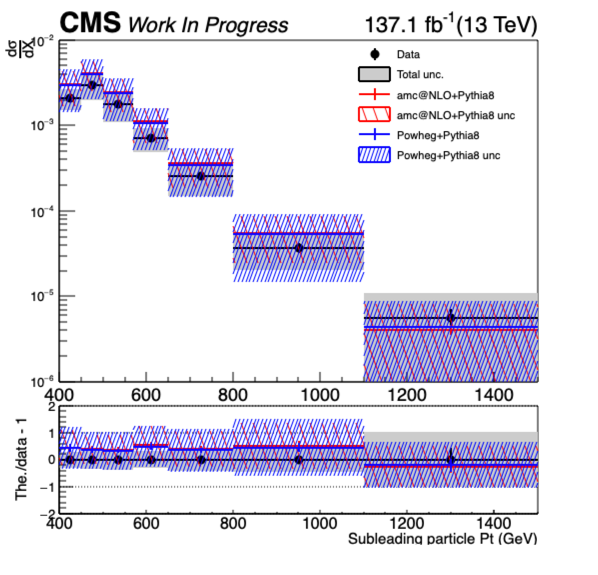 CMS Work In Progress 137.1 fb⁻¹(13 TeV)
dσ
dX
10⁻²
10⁻³
10⁻⁴
10⁻⁵
10⁻⁶
Data
Total unc.
amc@NLO+Pythia8
amc@NLO+Pythia8 unc
Powheg+Pythia8
Powheg+Pythia8 unc
400 600 800 1000 1200 1400
The./data - 1
2
1
0
−1
−2
400 600 800 1000 1200 1400
Subleading particle Pt (GeV)